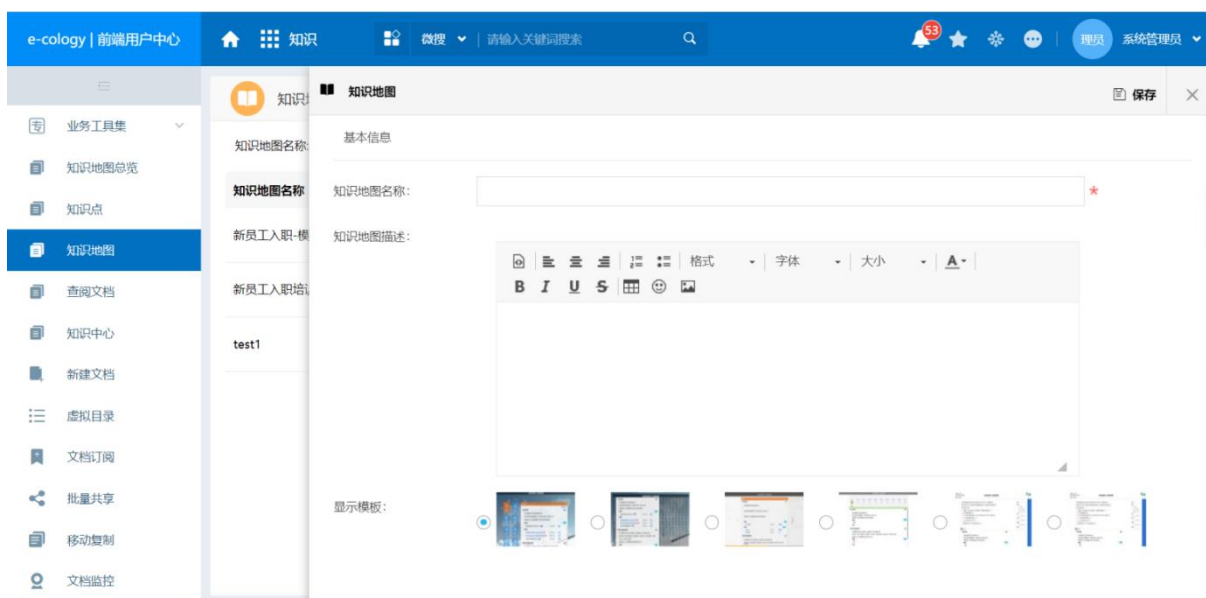 e-cology | 前端用户中心
知识
微搜
请输入关键词搜索
53
理员
系统管理员
业务工具集
知识地图总览
知识点
知识地图
查阅文档
知识中心
新建文档
虚拟目录
文档订阅
批量共享
移动复制
文档监控
知识
知识地图名称:
知识地图名称
新员工入职-模
新员工入职培
test1
知识地图
保存
基本信息
知识地图名称:
*
知识地图描述:
格式
字体
大小
A
B I U S
显示模板: